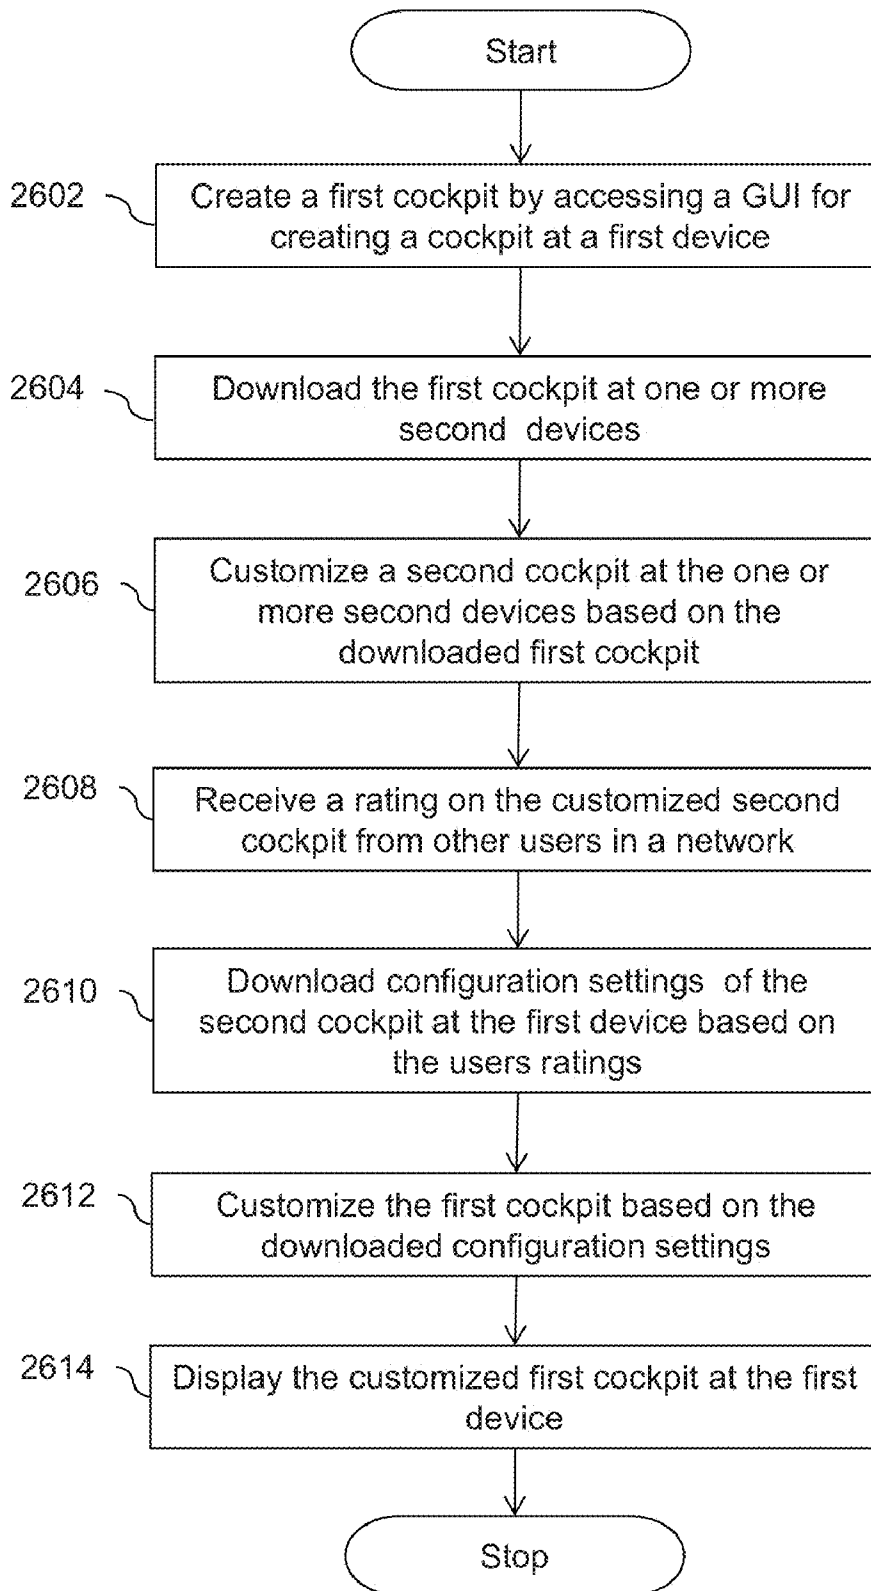 Start
2602
Create a first cockpit by accessing a GUI for
creating a cockpit at a first device
2604
Download the first cockpit at one or more
second devices
2606
Customize a second cockpit at the one or
more second devices based on the
downloaded first cockpit
2608
Receive a rating on the customized second
cockpit from other users in a network
2610
Download configuration settings of the
second cockpit at the first device based on
the users ratings
2612
Customize the first cockpit based on the
downloaded configuration settings
2614
Display the customized first cockpit at the first
device
Stop